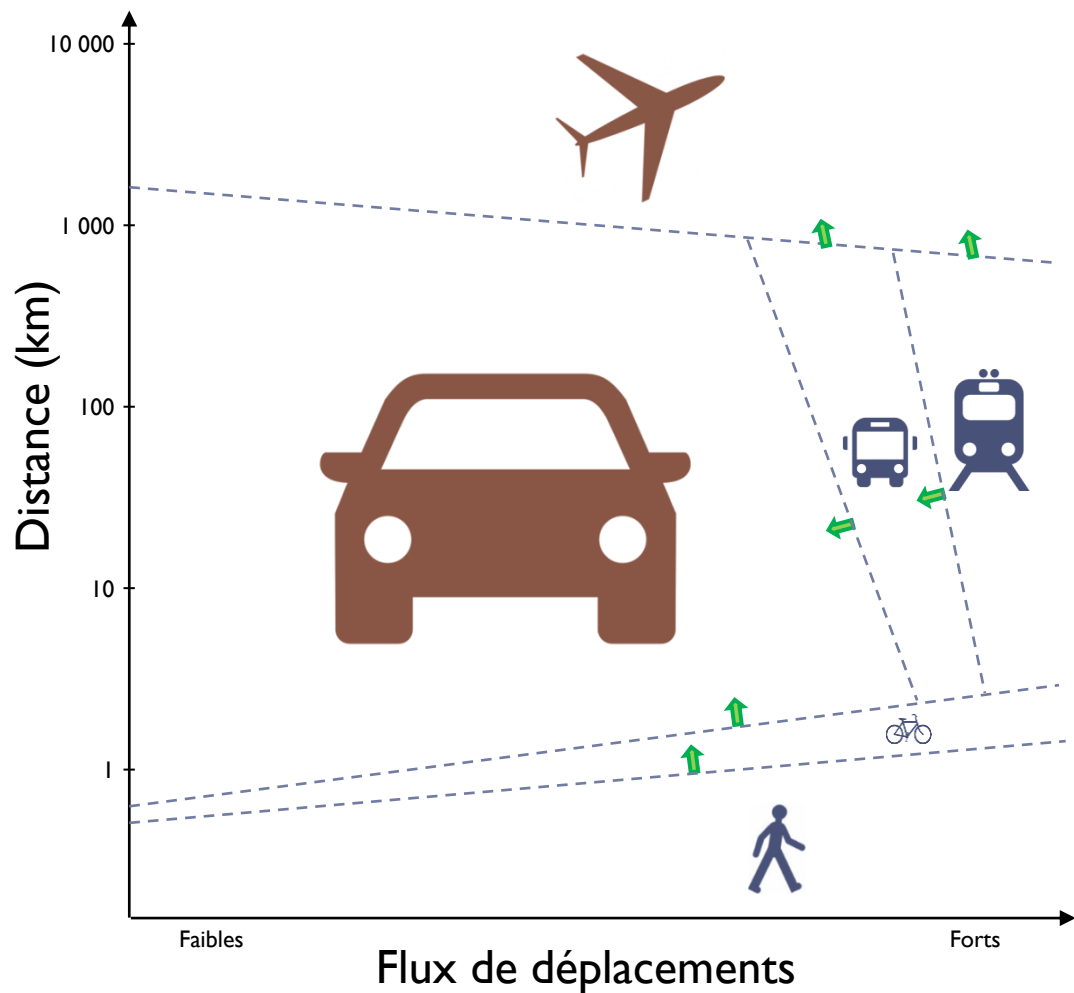 10 000
1 000
100
10
1
Distance (km)
Faibles
Forts
Flux de déplacements